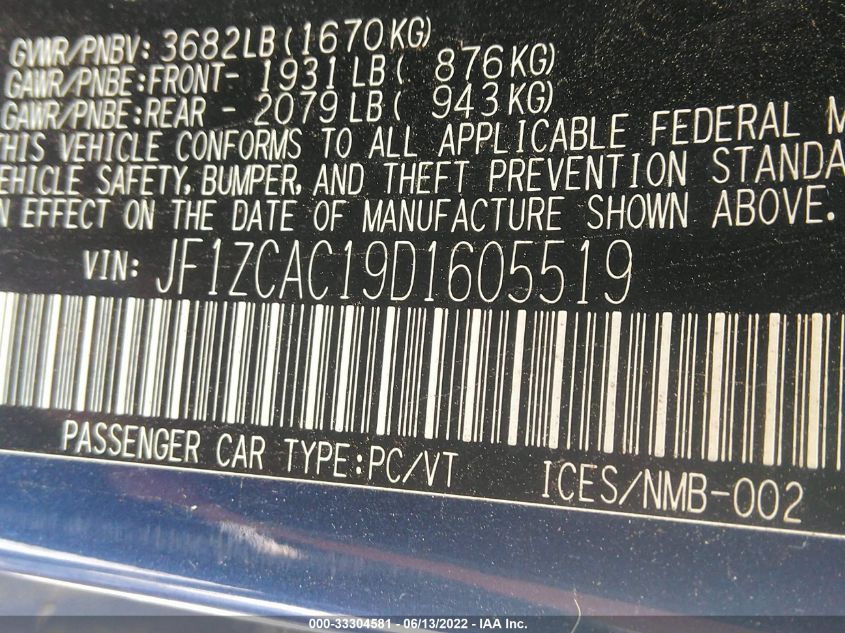 GVWR/PNBV: 3682LB(1670KG)
GAWR/PNBE:FRONT- 1931LB( 876KG)
GAWR/PNBE:REAR - 2079LB( 943KG)
THIS VEHICLE CONFORMS TO ALL APPLICABLE FEDERAL M
EHICLE SAFETY, BUMPER, AND THEFT PREVENTION STANDA
N EFFECT ON THE DATE OF MANUFACTURE SHOWN ABOVE.
VIN: JF1ZCAC19D1605519
PASSENGER CAR TYPE:PC/VT ICES/NMB-002
000-33304581 - 06/13/2022 - IAA Inc.